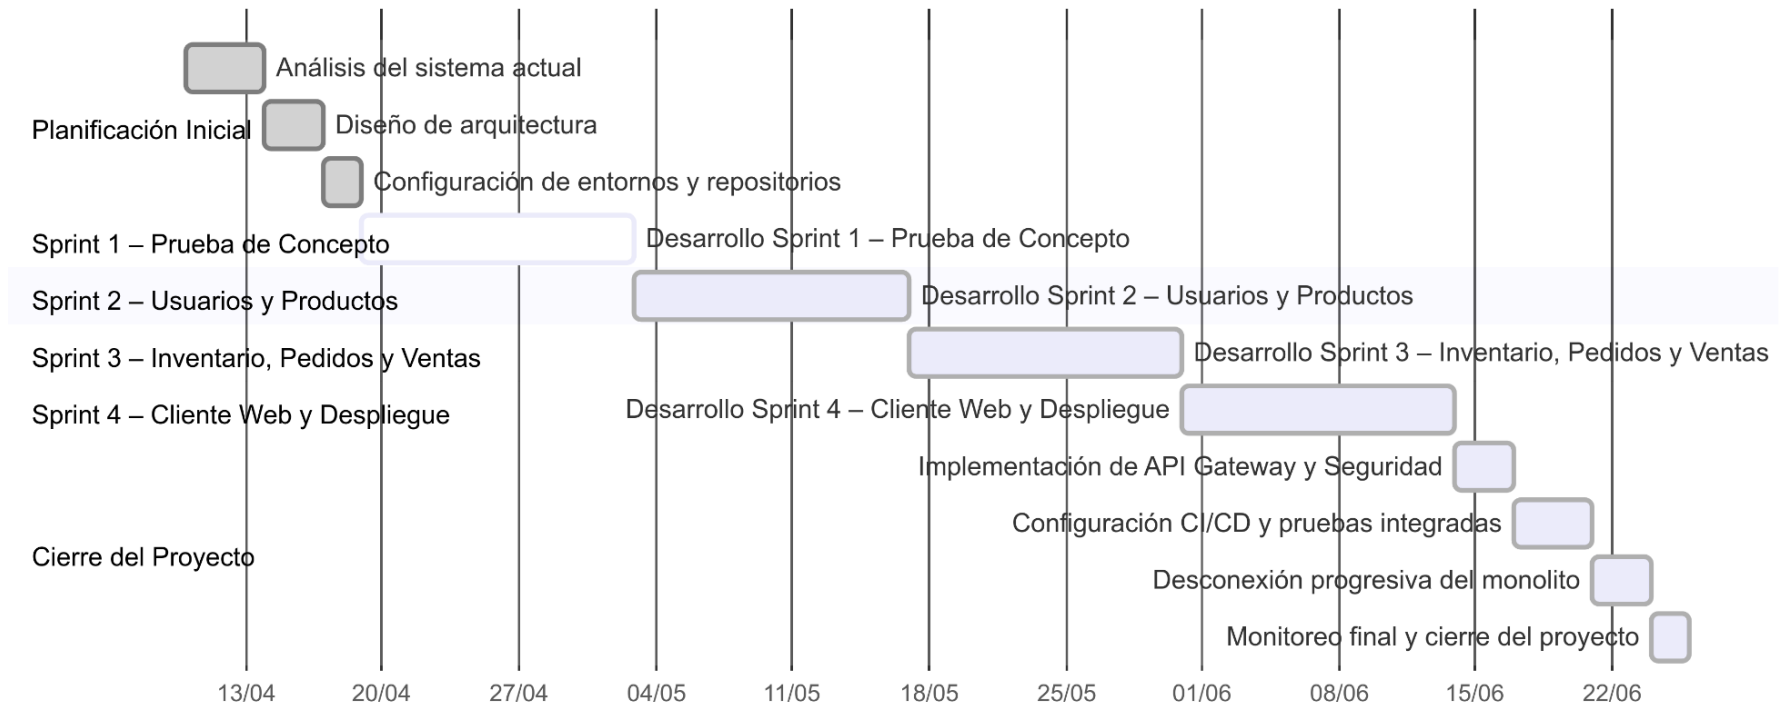 Análisis del sistema actual
Planificación Inicial
Diseño de arquitectura
Configuración de entornos y repositorios
Sprint 1 – Prueba de Concepto
Desarrollo Sprint 1 – Prueba de Concepto
Sprint 2 – Usuarios y Productos
Desarrollo Sprint 2 – Usuarios y Productos
Sprint 3 – Inventario, Pedidos y Ventas
Desarrollo Sprint 3 – Inventario, Pedidos y Ventas
Sprint 4 – Cliente Web y Despliegue
Desarrollo Sprint 4 – Cliente Web y Despliegue
Implementación de API Gateway y Seguridad
Configuración CI/CD y pruebas integradas
Cierre del Proyecto
Desconexión progresiva del monolito
Monitoreo final y cierre del proyecto
13/04 20/04 27/04 04/05 11/05 18/05 25/05 01/06 08/06 15/06 22/06